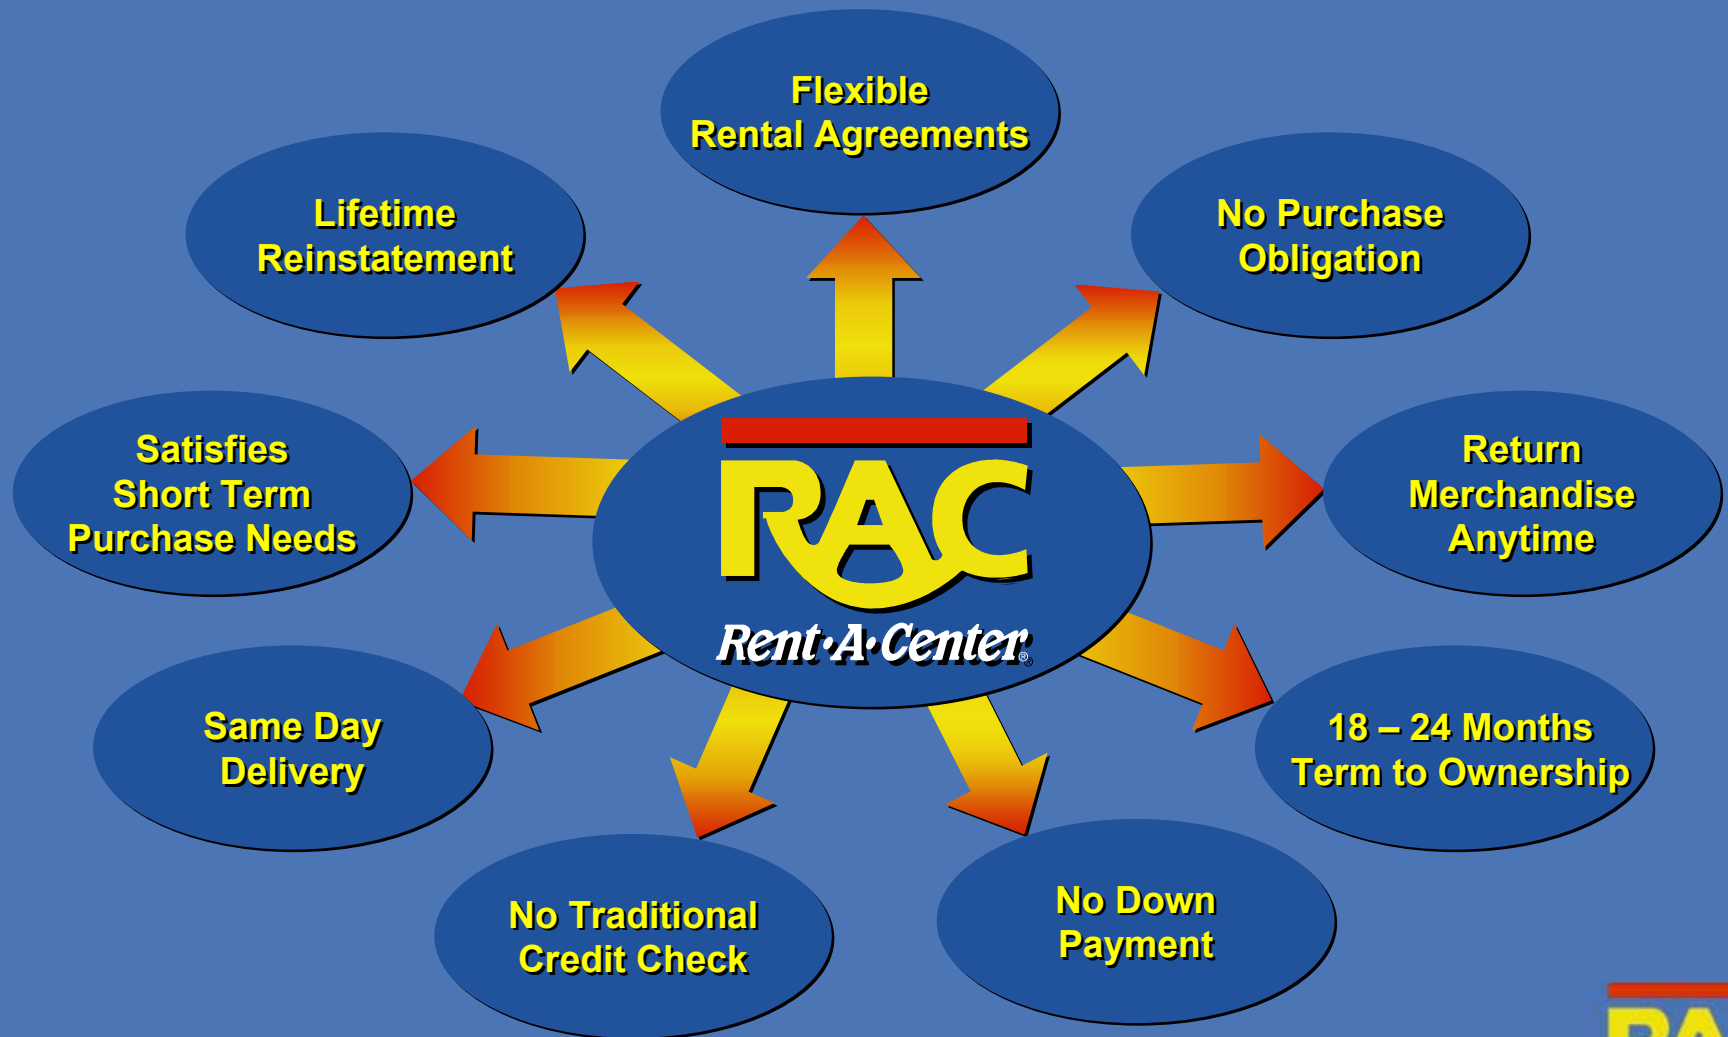 Flexible
Rental Agreements
Lifetime
Reinstatement
No Purchase
Obligation
Satisfies
Short Term
Purchase Needs
RAC
Rent·A·Center®
Return
Merchandise
Anytime
Same Day
Delivery
18 – 24 Months
Term to Ownership
No Traditional
Credit Check
No Down
Payment